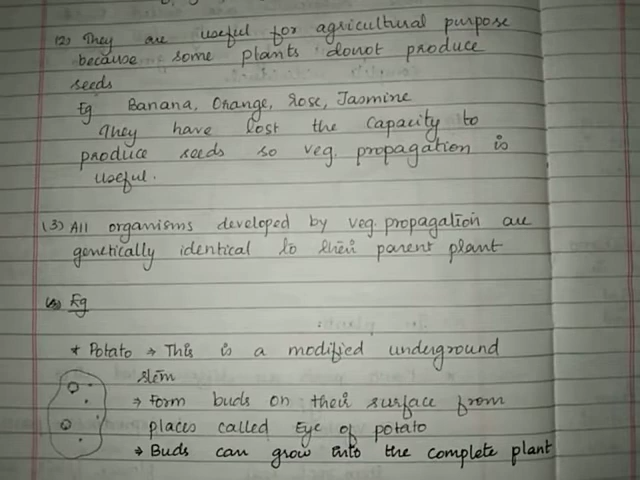 (2) They are useful for agricultural purpose
because some plants donot produce
seeds
Eg Banana, Orange, rose, Jasmine
They have lost the capacity to
produce seeds so veg. propagation is
useful.
(3) All organisms developed by veg. propagation are
genetically identical to their parent plant
Eg
* Potato → This is a modified underground
stem
→ form buds on their surface from
places called Eye of potato
→ Buds can grow into the complete plant